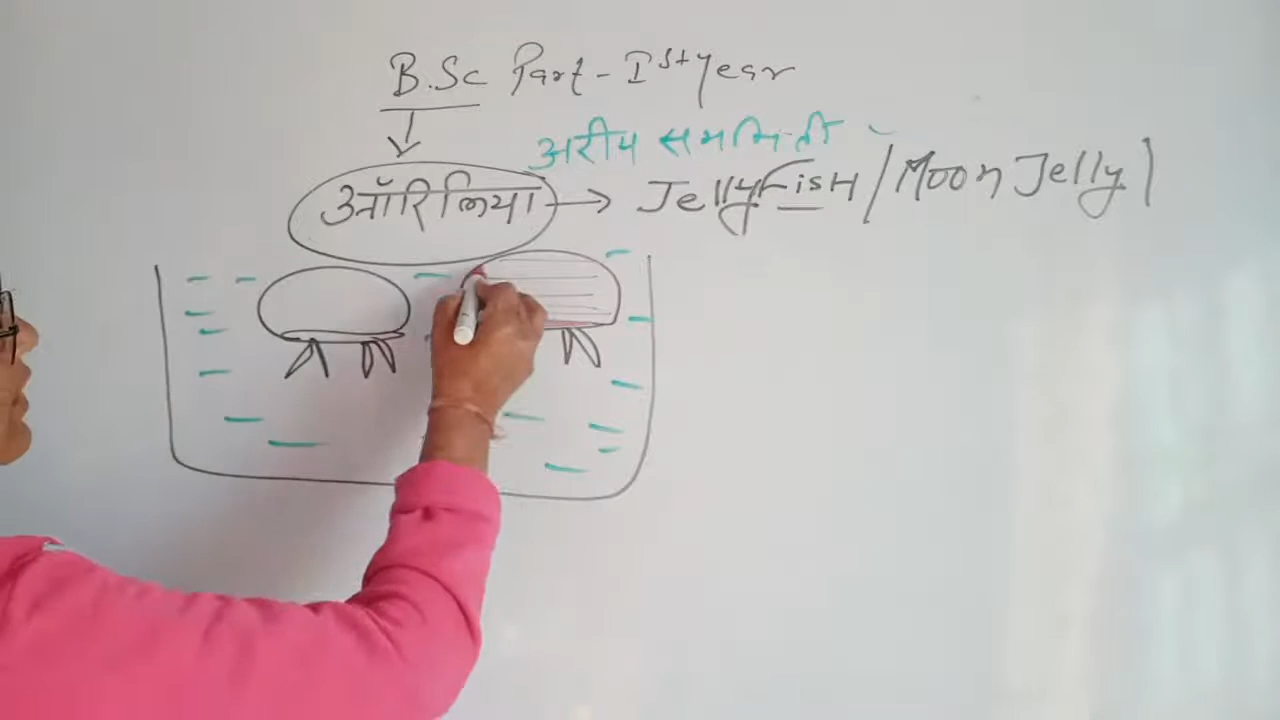 B.Sc Part-Ist year
अरीय सममिती
ऑरिलिया → JellyFish / Moon Jelly)